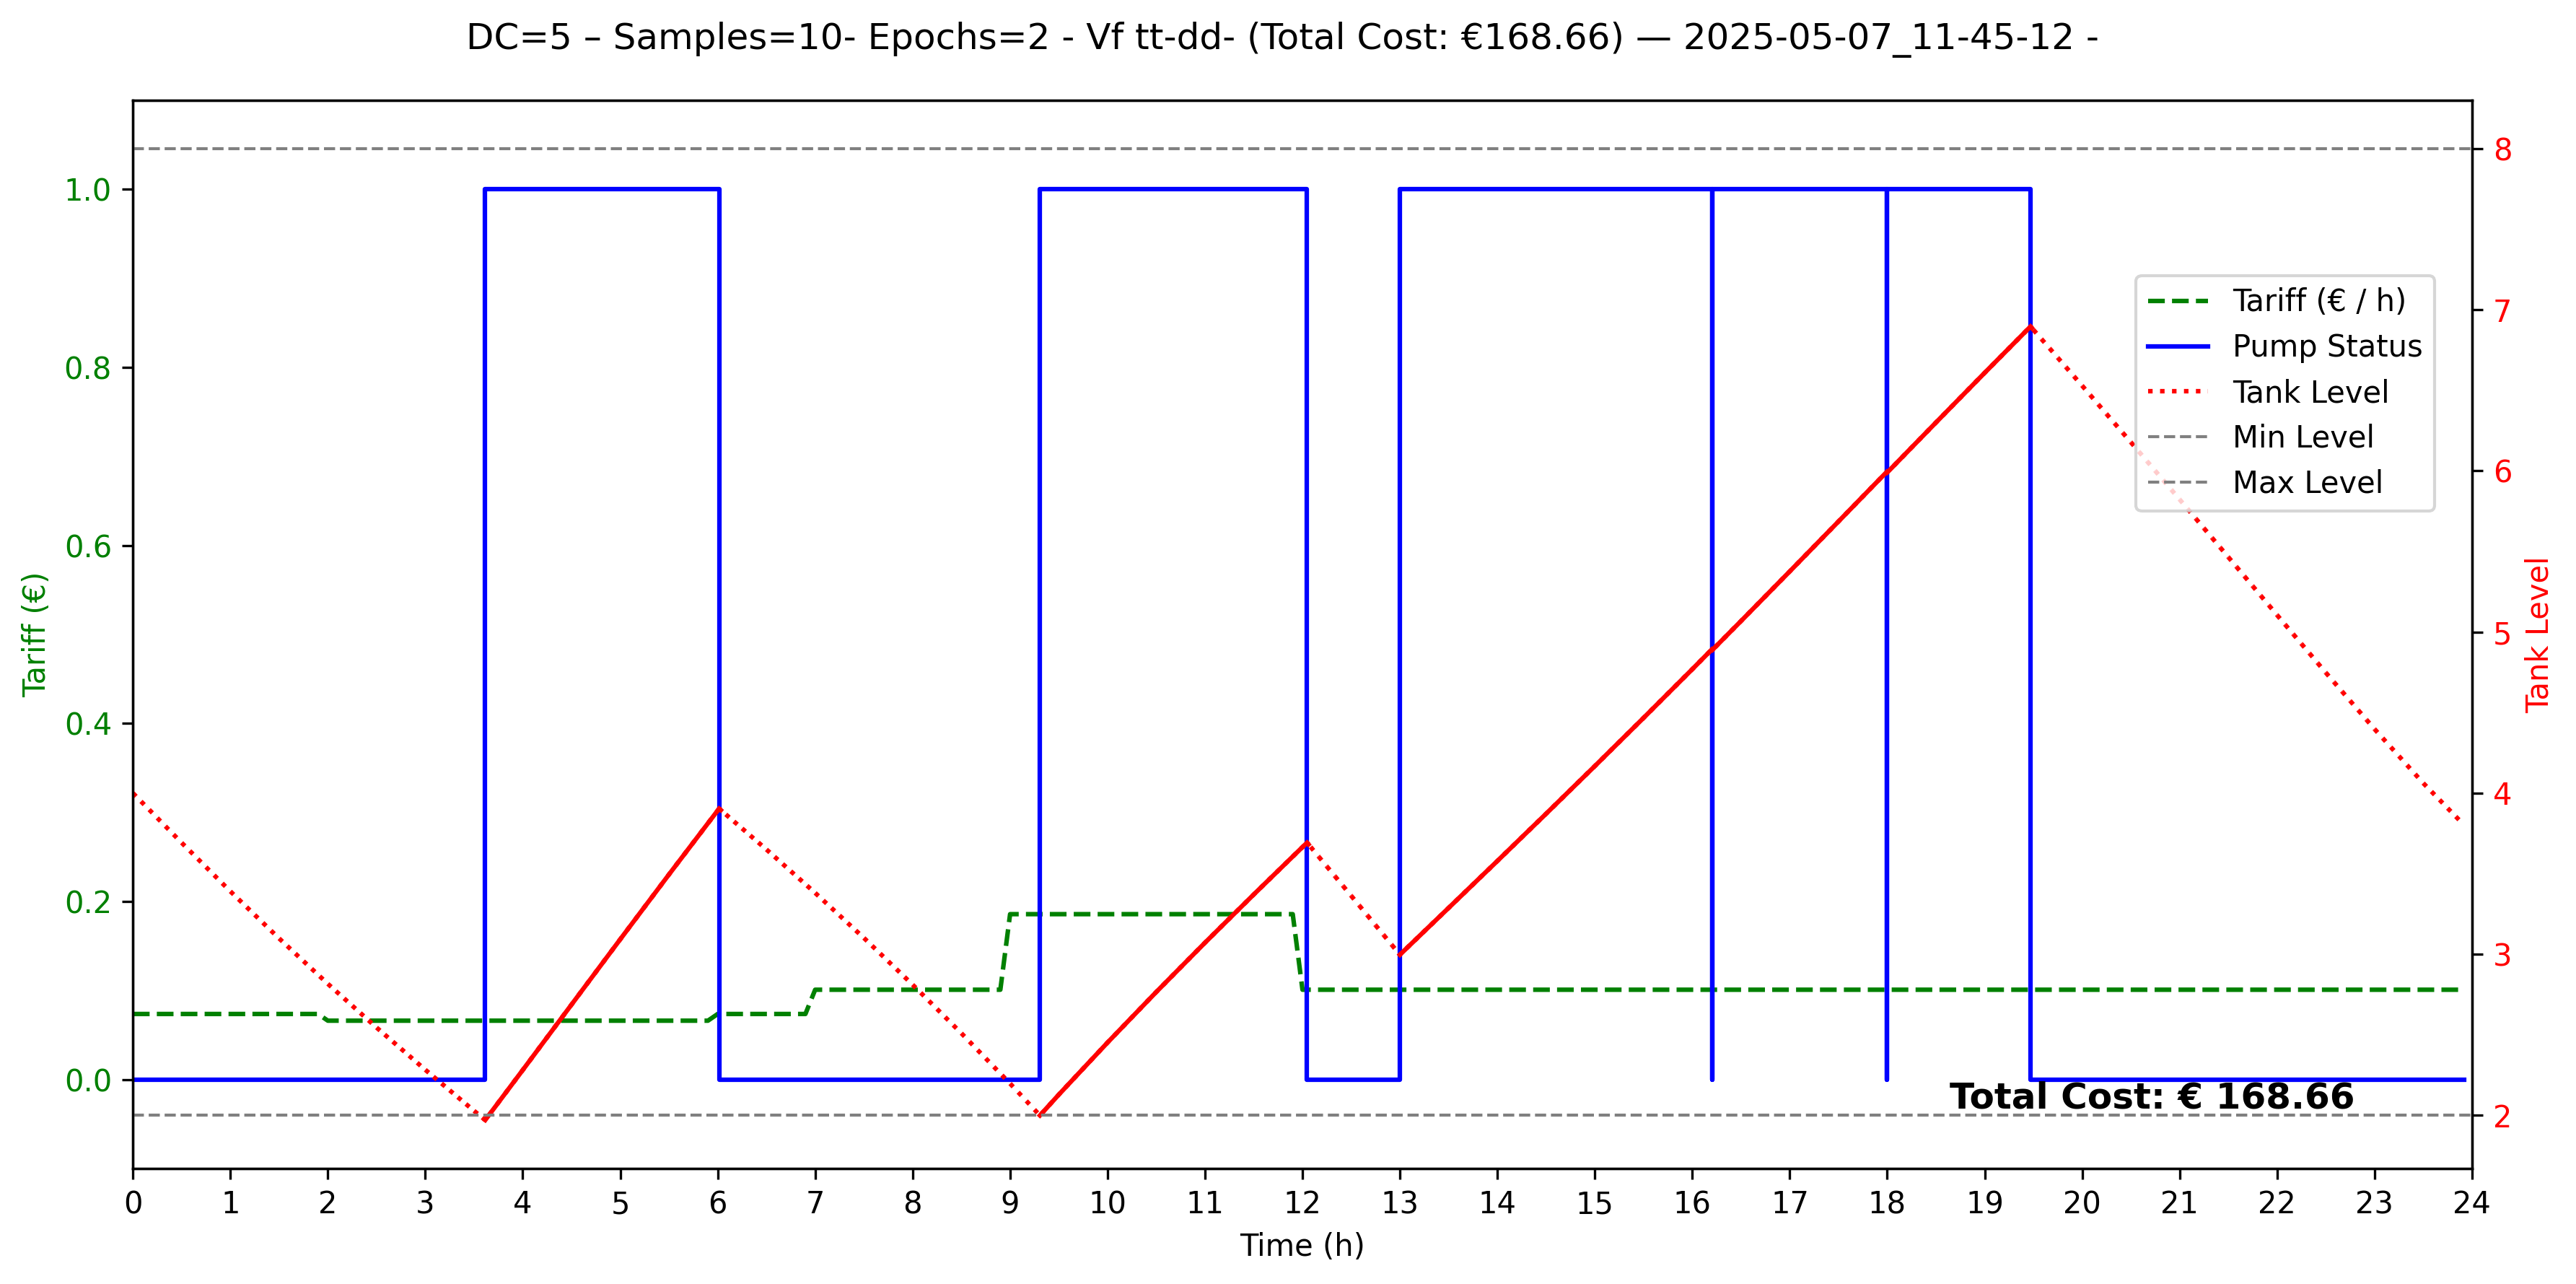 DC=5 – Samples=10- Epochs=2 - Vf tt-dd- (Total Cost: €168.66) — 2025-05-07_11-45-12 -
Tariff (€)
1.0
0.8
0.6
0.4
0.2
0.0
8
7
6
5
4
3
2
Tank Level
Tariff (€ / h)
Pump Status
Tank Level
Min Level
Max Level
Total Cost: € 168.66
0 1 2 3 4 5 6 7 8 9 10 11 12 13 14 15 16 17 18 19 20 21 22 23 24
Time (h)